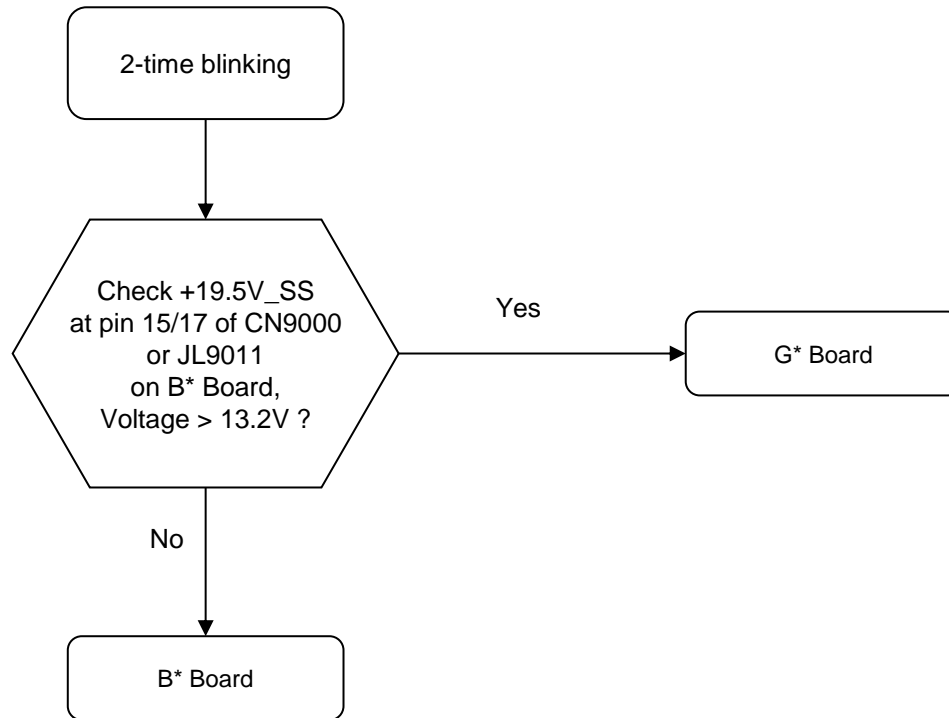 2-time blinking
Check +19.5V_SS
at pin 15/17 of CN9000
or JL9011
on B* Board,
Voltage > 13.2V ?
Yes
G* Board
No
B* Board